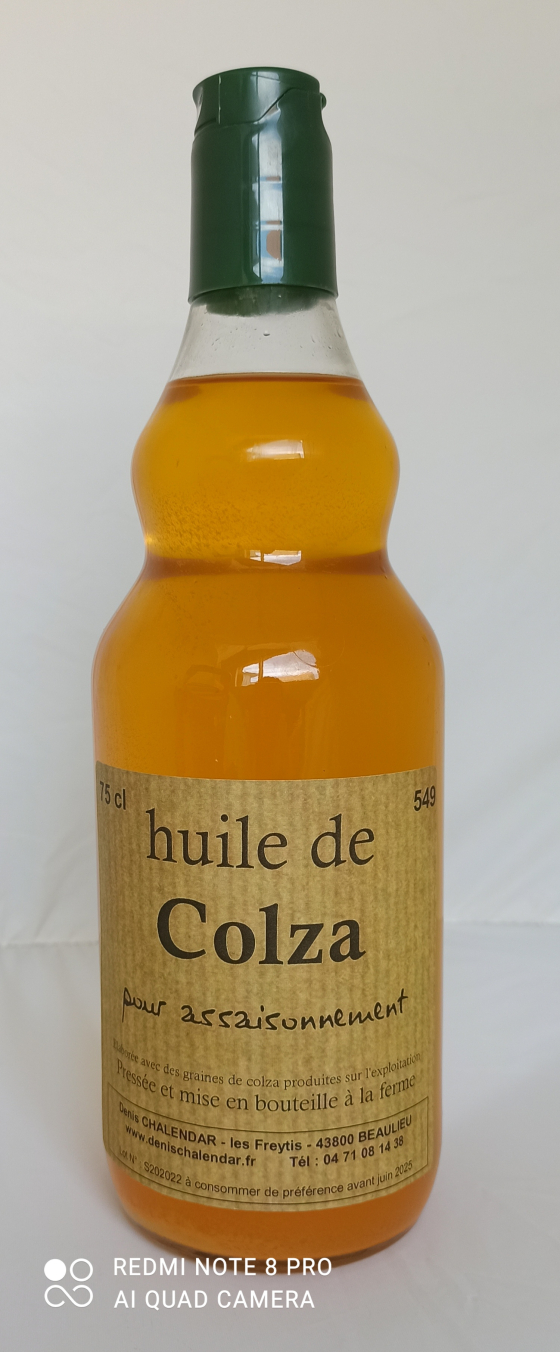 75 cl
549
huile de
Colza
pour assaisonnement
Élaborée avec des graines de colza produites sur l'exploitation
Pressée et mise en bouteille à la ferme
Denis CHALENDAR - les Freytis - 43800 BEAULIEU
www.denischalendar.fr Tél : 04 71 08 14 38
Lot N° : S202022 à consommer de préférence avant juin 2025
REDMI NOTE 8 PRO
AI QUAD CAMERA